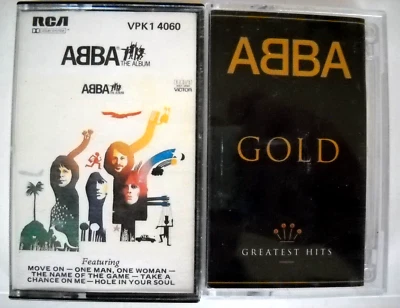 RCA
VPK1 4060
ABBA
THE ALBUM
ABBA
VICTOR
Featuring
MOVE ON — ONE MAN, ONE WOMAN —
THE NAME OF THE GAME — TAKE A
CHANCE ON ME — HOLE IN YOUR SOUL
ABBA
GOLD
GREATEST HITS